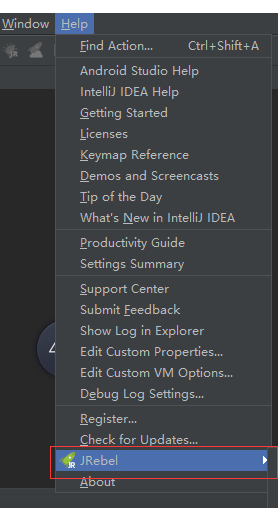 Window Help
Find Action... Ctrl+Shift+A
Android Studio Help
IntelliJ IDEA Help
Getting Started
Licenses
Keymap Reference
Demos and Screencasts
Tip of the Day
What's New in IntelliJ IDEA
Productivity Guide
Settings Summary
Support Center
Submit Feedback
Show Log in Explorer
Edit Custom Properties...
Edit Custom VM Options...
Debug Log Settings...
Register...
Check for Updates...
JR JRebel
About